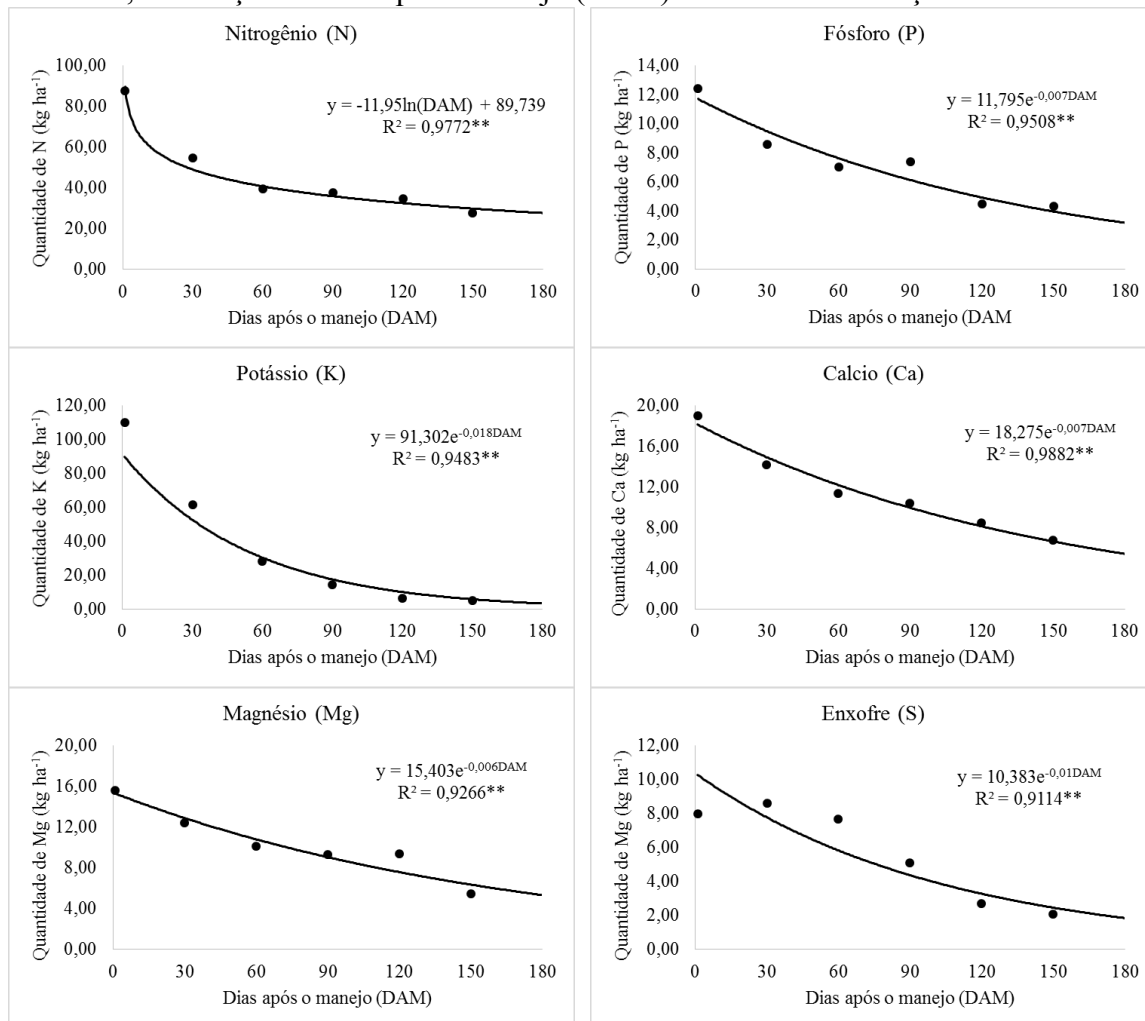 Nitrogênio (N)
y = -11,95ln(DAM) + 89,739
R² = 0,9772**
Quantidade de N (kg ha⁻¹)
100,00
80,00
60,00
40,00
20,00
0,00
0 30 60 90 120 150 180
Dias após o manejo (DAM)
Fósforo (P)
y = 11,795e^-0,007DAM
R² = 0,9508**
Quantidade de P (kg ha⁻¹)
14,00
12,00
10,00
8,00
6,00
4,00
2,00
0,00
0 30 60 90 120 150 180
Dias após o manejo (DAM
Potássio (K)
y = 91,302e^-0,018DAM
R² = 0,9483**
Quantidade de K (kg ha⁻¹)
120,00
100,00
80,00
60,00
40,00
20,00
0,00
0 30 60 90 120 150 180
Dias após o manejo (DAM)
Calcio (Ca)
y = 18,275e^-0,007DAM
R² = 0,9882**
Quantidade de Ca (kg ha⁻¹)
20,00
16,00
12,00
8,00
4,00
0,00
0 30 60 90 120 150 180
Dias após o manejo (DAM)
Magnésio (Mg)
y = 15,403e^-0,006DAM
R² = 0,9266**
Quantidade de Mg (kg ha⁻¹)
20,00
16,00
12,00
8,00
4,00
0,00
0 30 60 90 120 150 180
Dias após o manejo (DAM)
Enxofre (S)
y = 10,383e^-0,01DAM
R² = 0,9114**
Quantidade de Mg (kg ha⁻¹)
12,00
10,00
8,00
6,00
4,00
2,00
0,00
0 30 60 90 120 150 180
Dias após o manejo (DAM)